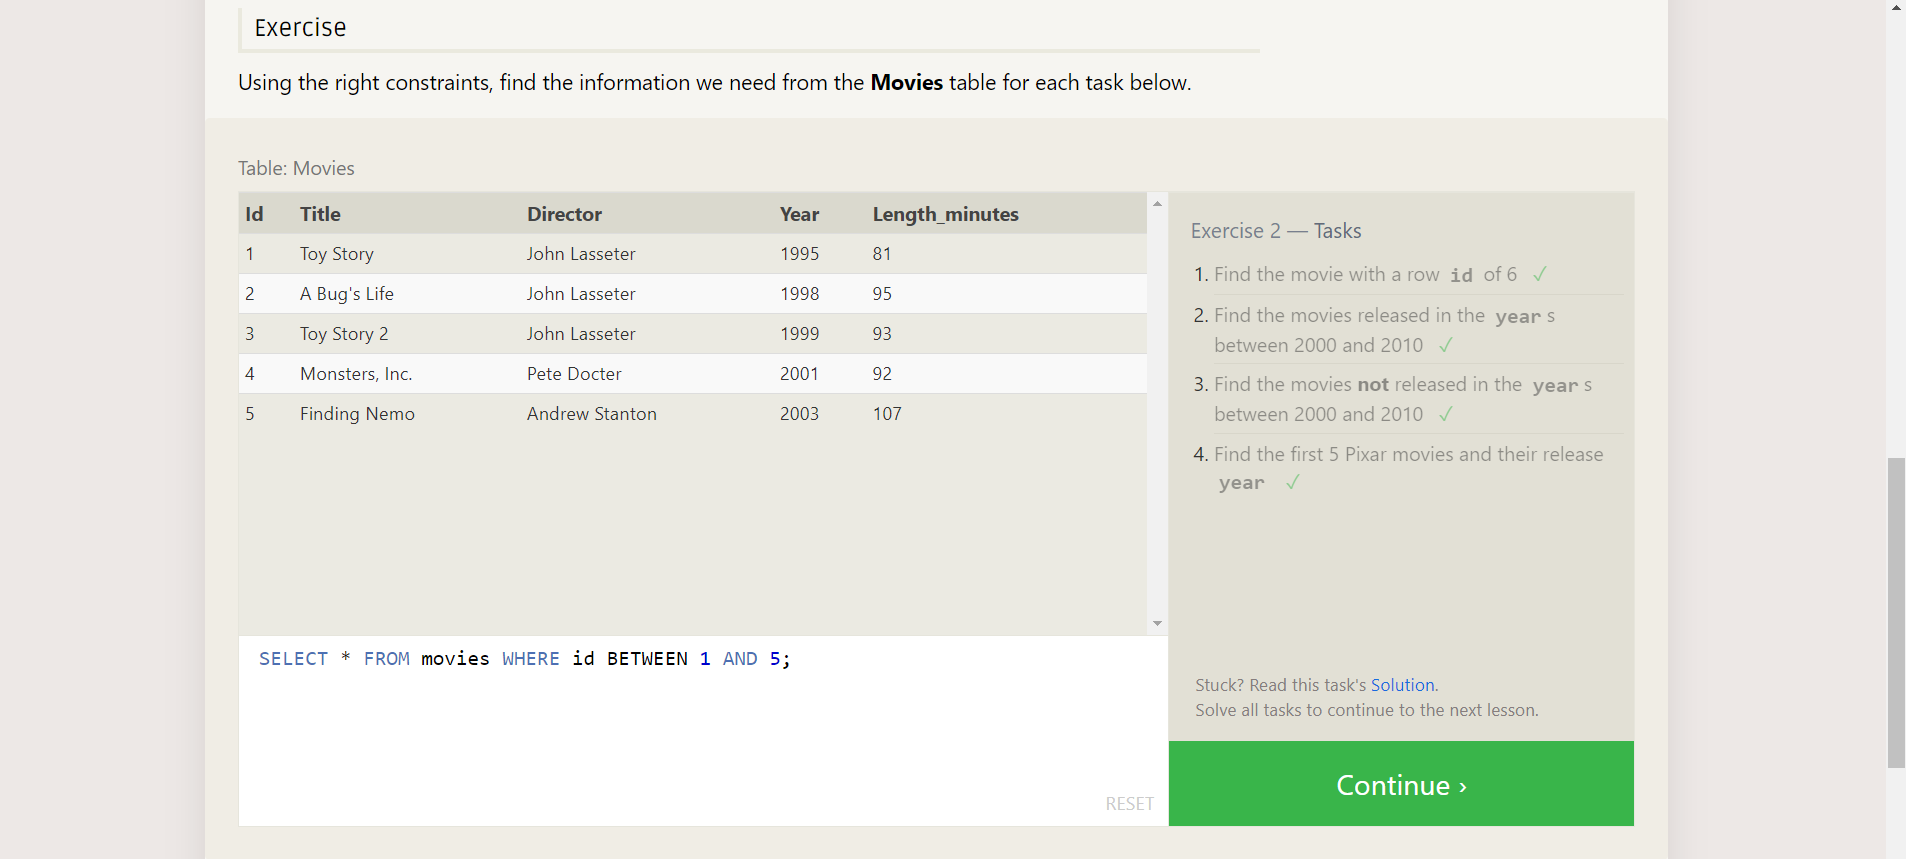 Exercise
Using the right constraints, find the information we need from the Movies table for each task below.
Table: Movies
Id Title Director Year Length_minutes
1 Toy Story John Lasseter 1995 81
2 A Bug's Life John Lasseter 1998 95
3 Toy Story 2 John Lasseter 1999 93
4 Monsters, Inc. Pete Docter 2001 92
5 Finding Nemo Andrew Stanton 2003 107
SELECT * FROM movies WHERE id BETWEEN 1 AND 5;
RESET
Exercise 2 — Tasks
1. Find the movie with a row id of 6 ✓
2. Find the movies released in the year s
between 2000 and 2010 ✓
3. Find the movies not released in the year s
between 2000 and 2010 ✓
4. Find the first 5 Pixar movies and their release
year ✓
Stuck? Read this task's Solution.
Solve all tasks to continue to the next lesson.
Continue ›